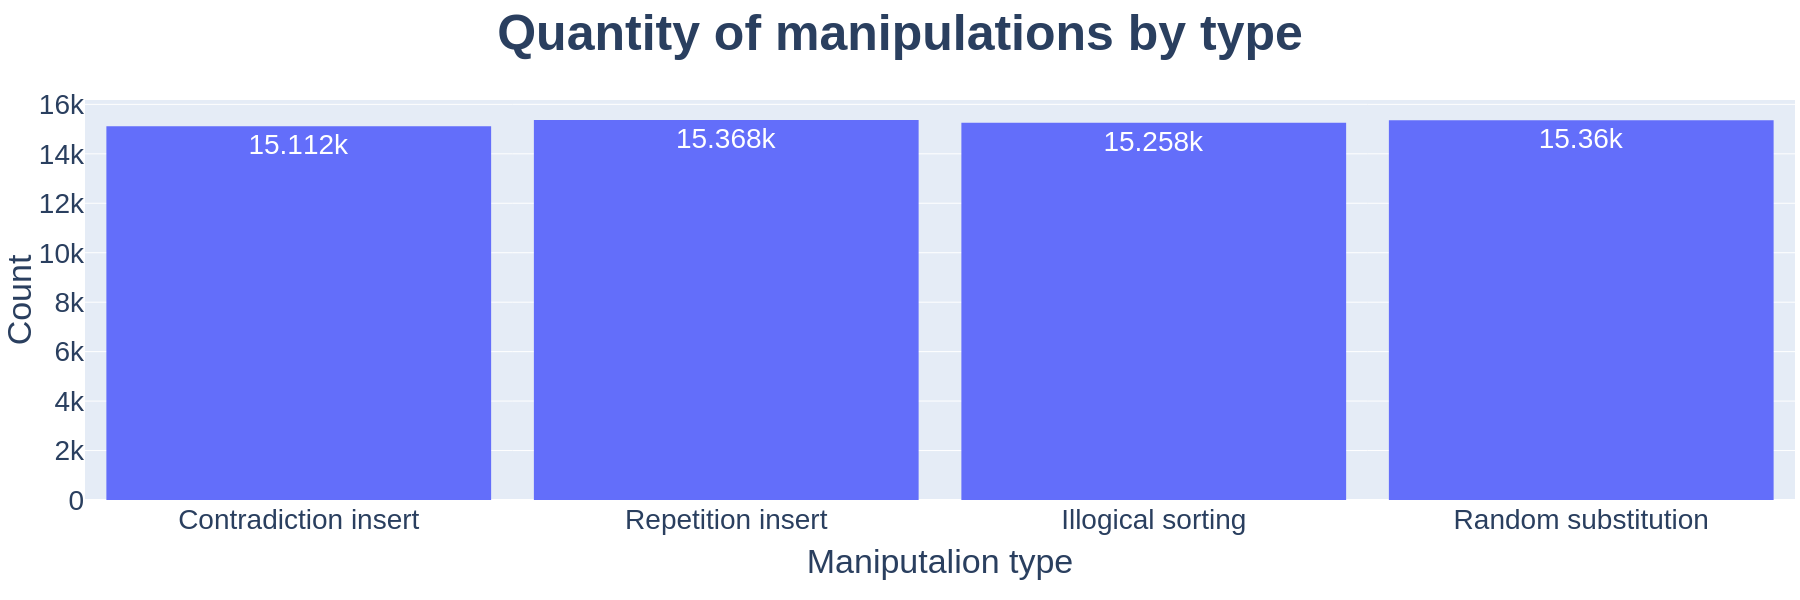 Quantity of manipulations by type
16k
14k
12k
10k
8k
6k
4k
2k
0
Count
15.112k
15.368k
15.258k
15.36k
Contradiction insert
Repetition insert
Illogical sorting
Random substitution
Maniputalion type